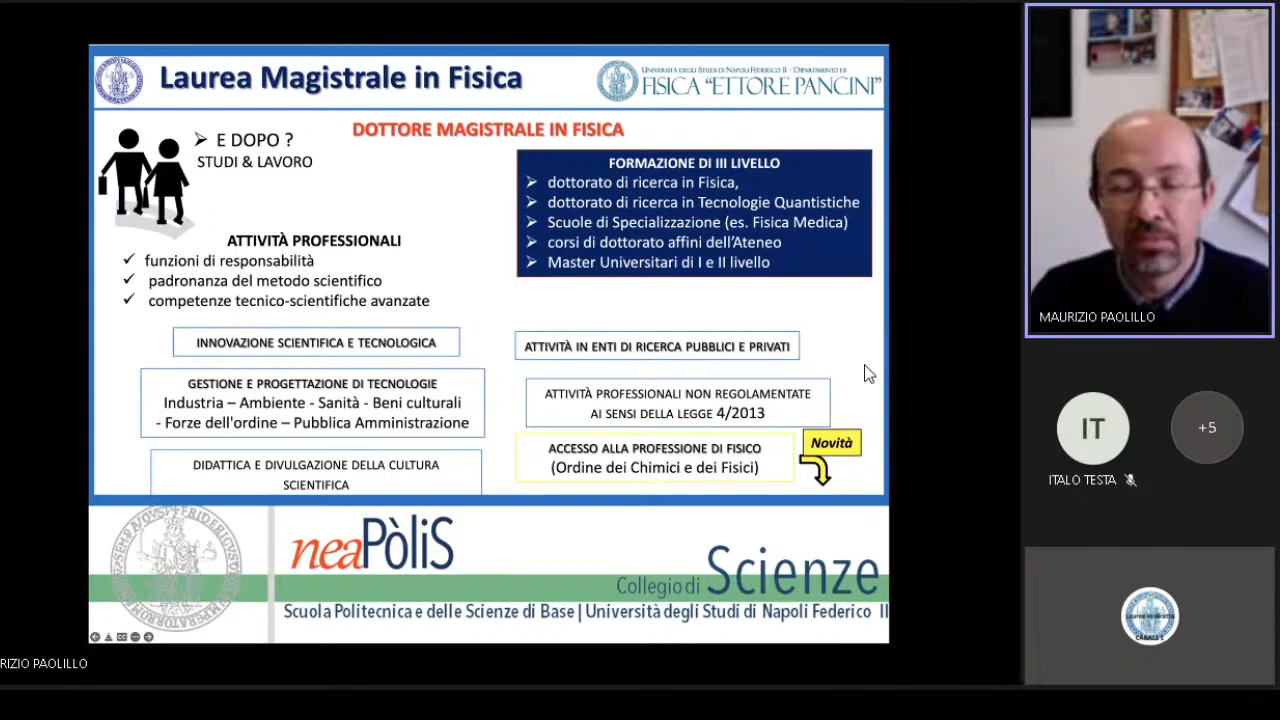 Laurea Magistrale in Fisica
UNIVERSITÀ DEGLI STUDI DI NAPOLI FEDERICO II - DIPARTIMENTO DI
FISICA "ETTORE PANCINI"
➢ E DOPO ?
STUDI & LAVORO
DOTTORE MAGISTRALE IN FISICA
FORMAZIONE DI III LIVELLO
➢ dottorato di ricerca in Fisica,
➢ dottorato di ricerca in Tecnologie Quantistiche
➢ Scuole di Specializzazione (es. Fisica Medica)
➢ corsi di dottorato affini dell'Ateneo
➢ Master Universitari di I e II livello
ATTIVITÀ PROFESSIONALI
✓ funzioni di responsabilità
✓ padronanza del metodo scientifico
✓ competenze tecnico-scientifiche avanzate
INNOVAZIONE SCIENTIFICA E TECNOLOGICA
GESTIONE E PROGETTAZIONE DI TECNOLOGIE
Industria – Ambiente - Sanità - Beni culturali
- Forze dell'ordine – Pubblica Amministrazione
DIDATTICA E DIVULGAZIONE DELLA CULTURA
SCIENTIFICA
ATTIVITÀ IN ENTI DI RICERCA PUBBLICI E PRIVATI
ATTIVITÀ PROFESSIONALI NON REGOLAMENTATE
AI SENSI DELLA LEGGE 4/2013
ACCESSO ALLA PROFESSIONE DI FISICO
(Ordine dei Chimici e dei Fisici)
Novità
neaPòliS
Collegio di Scienze
Scuola Politecnica e delle Scienze di Base | Università degli Studi di Napoli Federico II
RIZIO PAOLILLO
MAURIZIO PAOLILLO
IT
+5
ITALO TESTA